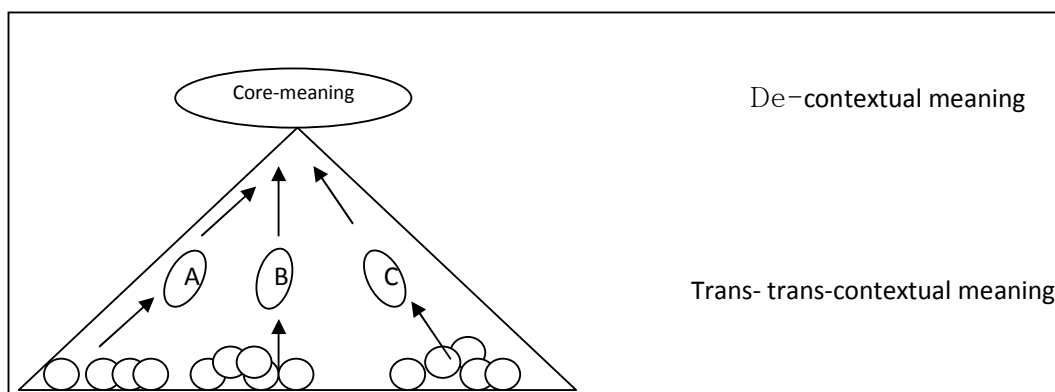 Core-meaning
De-contextual meaning
A
B
C
Trans- trans-contextual meaning